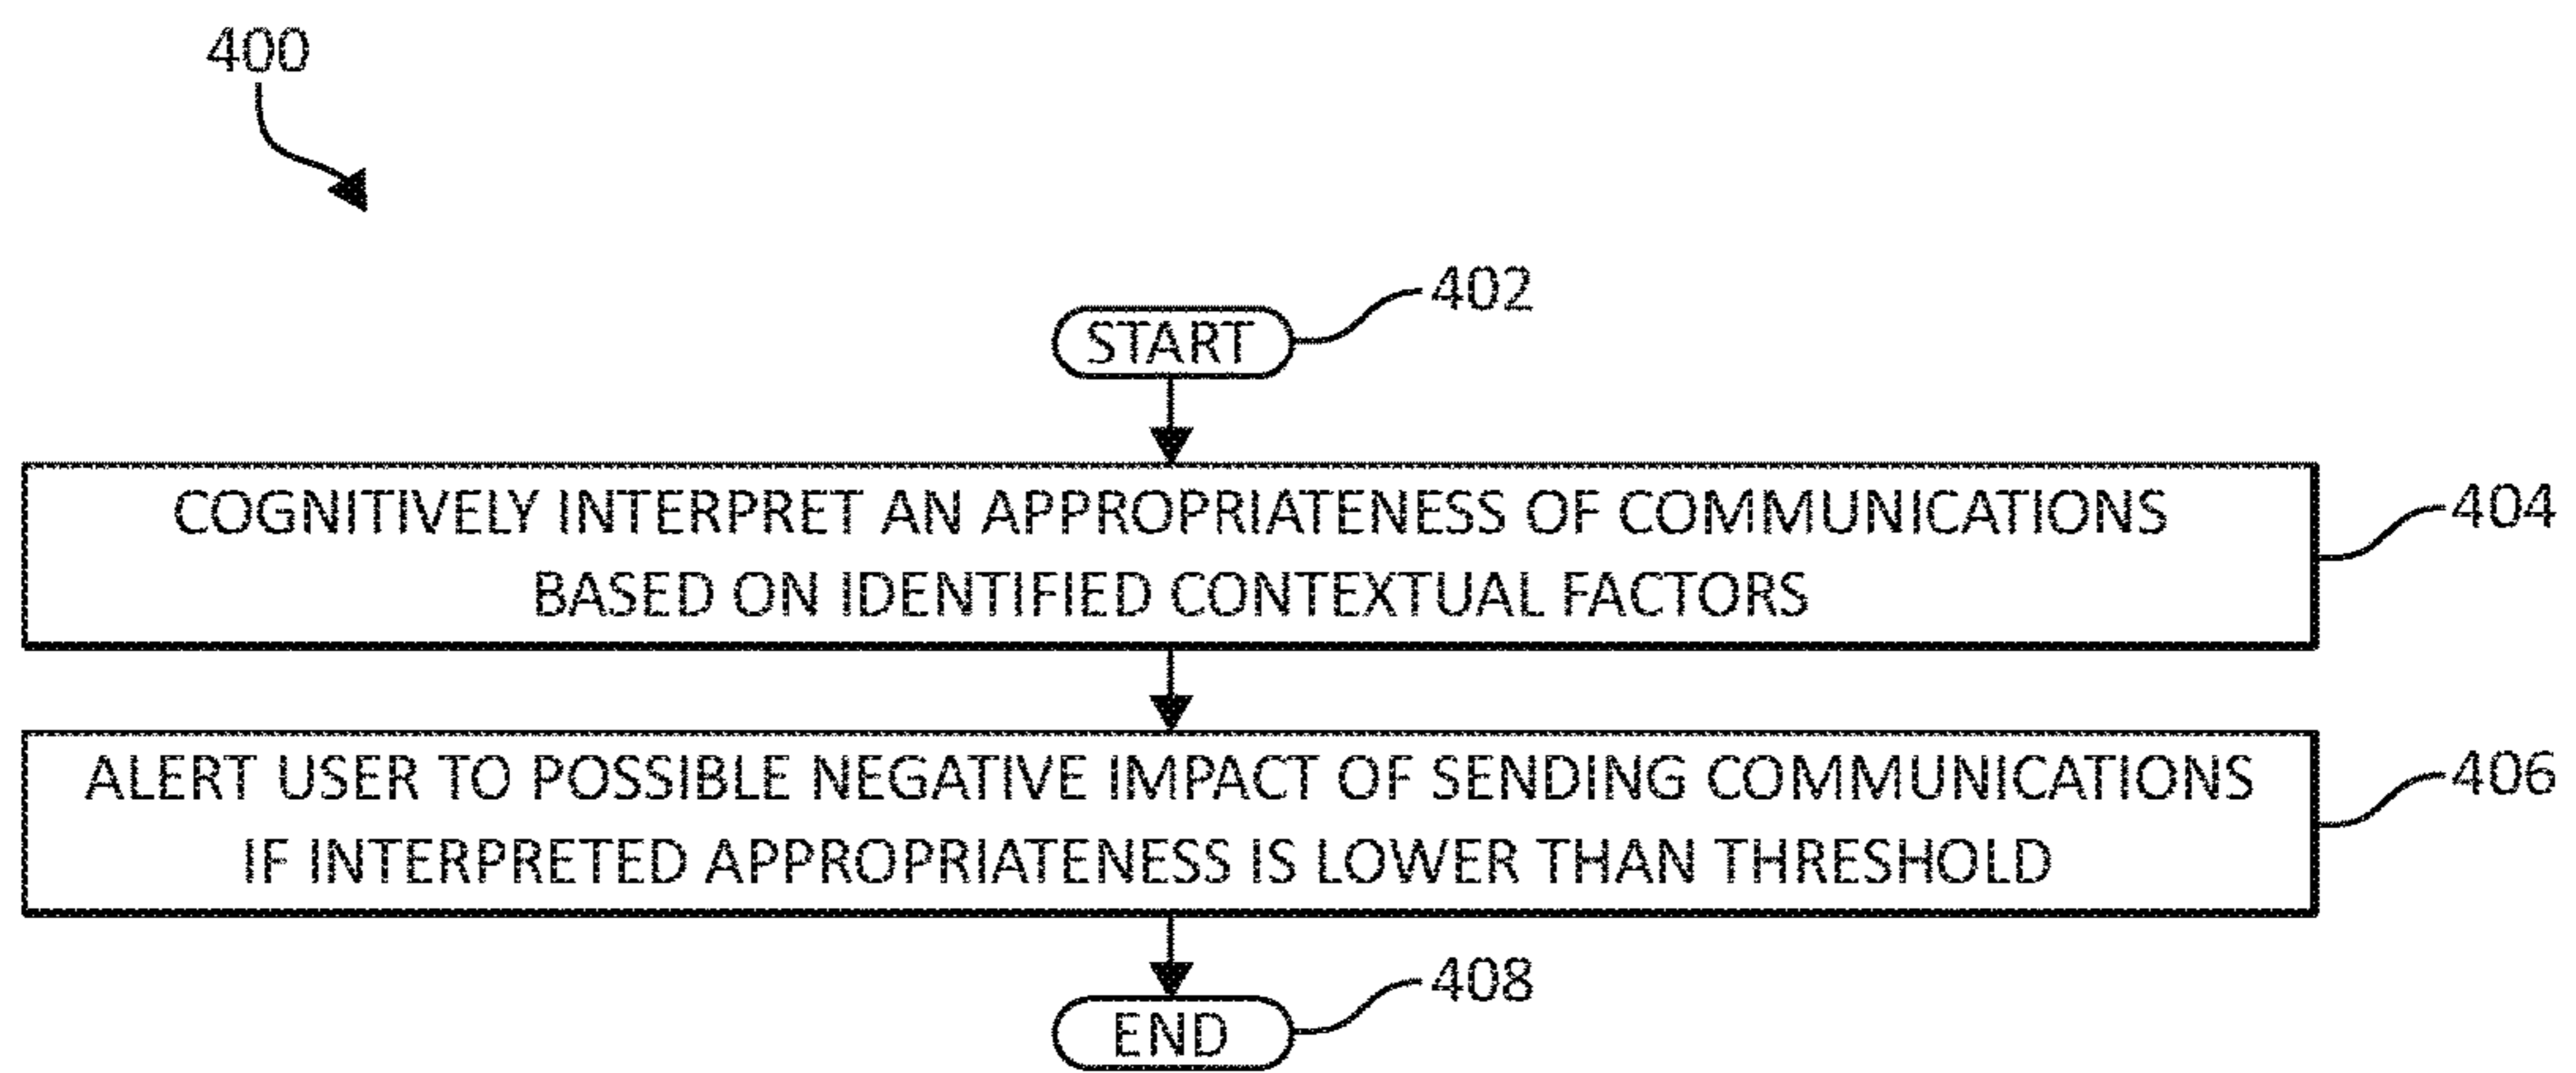 400
START
402
COGNITIVELY INTERPRET AN APPROPRIATENESS OF COMMUNICATIONS
404
BASED ON IDENTIFIED CONTEXTUAL FACTORS
ALERT USER TO POSSIBLE NEGATIVE IMPACT OF SENDING COMMUNICATIONS
406
IF INTERPRETED APPROPRIATENESS IS LOWER THAN THRESHOLD
END
408